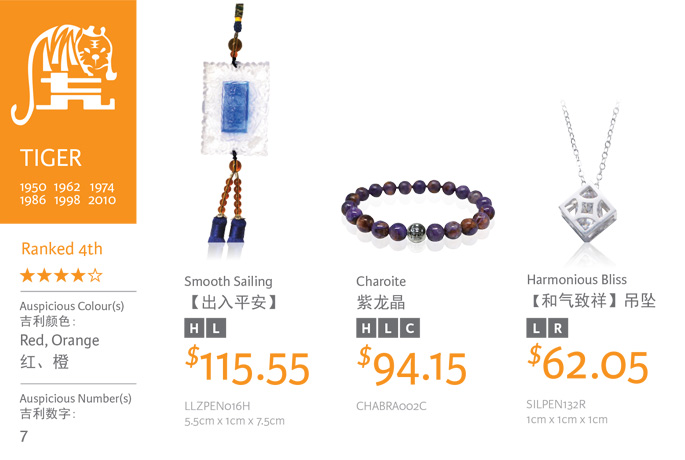 TIGER
1950 1962 1974
1986 1998 2010
Ranked 4th
Auspicious Colour(s)
吉利颜色:
Red, Orange
红、橙
Auspicious Number(s)
吉利数字:
7
Smooth Sailing
【出入平安】
H L
$115.55
LLZPEN016H
5.5cm x 1cm x 7.5cm
Charoite
紫龙晶
H L C
$94.15
CHABRA002C
Harmonious Bliss
【和气致祥】吊坠
L R
$62.05
SILPEN132R
1cm x 1cm x 1cm